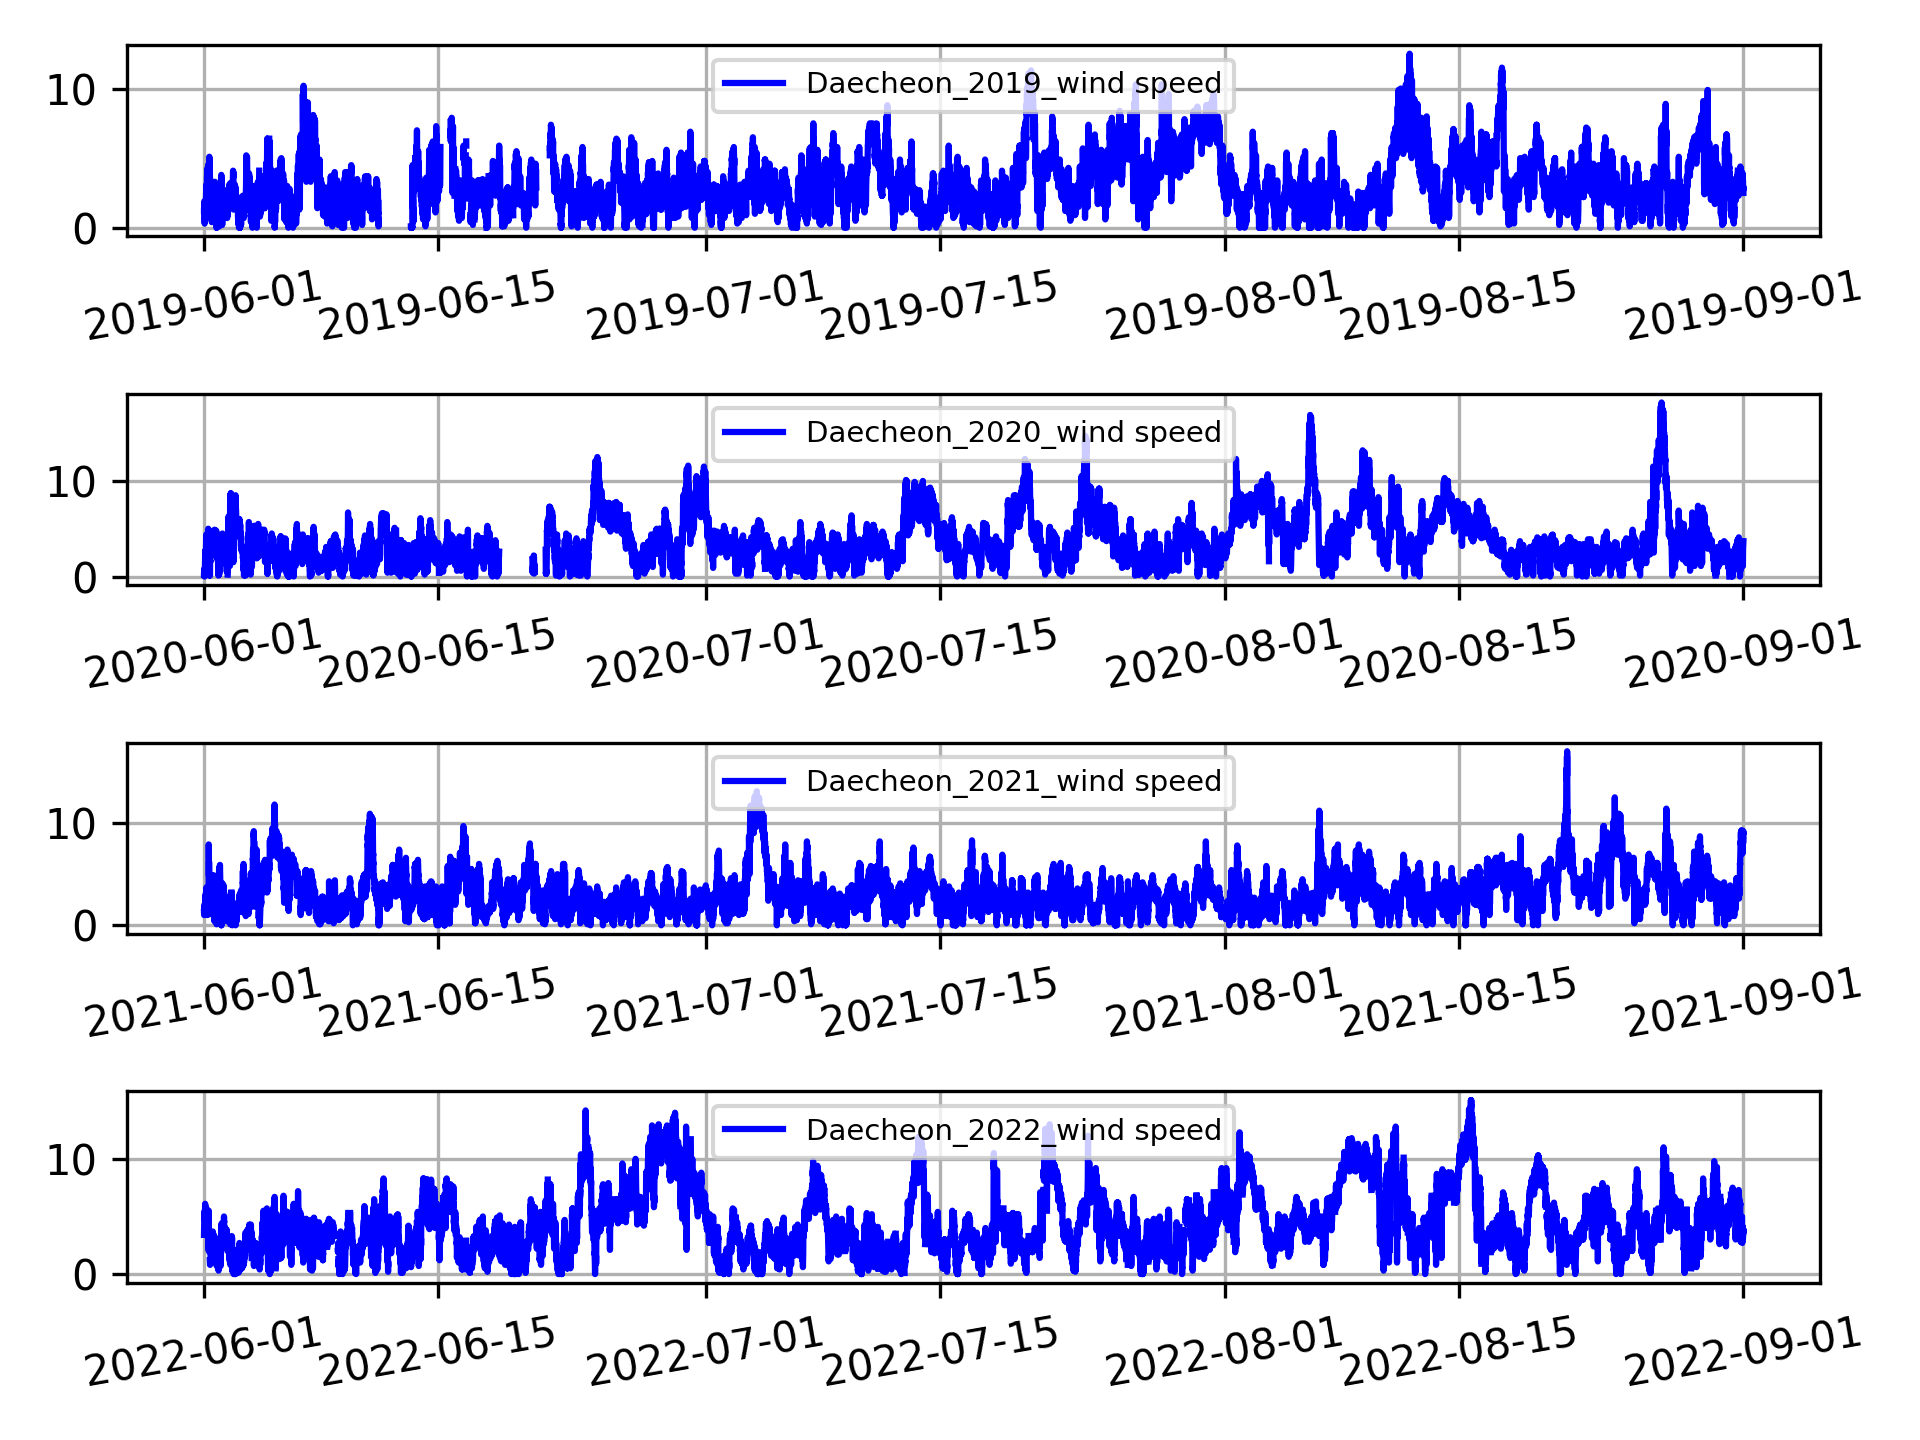 Daecheon_2019_wind speed
10
0
2019-06-01 2019-06-15 2019-07-01 2019-07-15 2019-08-01 2019-08-15 2019-09-01
Daecheon_2020_wind speed
10
0
2020-06-01 2020-06-15 2020-07-01 2020-07-15 2020-08-01 2020-08-15 2020-09-01
Daecheon_2021_wind speed
10
0
2021-06-01 2021-06-15 2021-07-01 2021-07-15 2021-08-01 2021-08-15 2021-09-01
Daecheon_2022_wind speed
10
0
2022-06-01 2022-06-15 2022-07-01 2022-07-15 2022-08-01 2022-08-15 2022-09-01